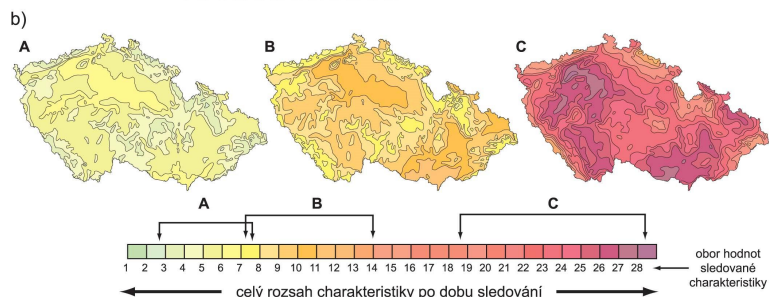 b)
A B C
A B C
1 2 3 4 5 6 7 8 9 10 11 12 13 14 15 16 17 18 19 20 21 22 23 24 25 26 27 28
obor hodnot
sledované
charakteristiky
celý rozsah charakteristiky po dobu sledování